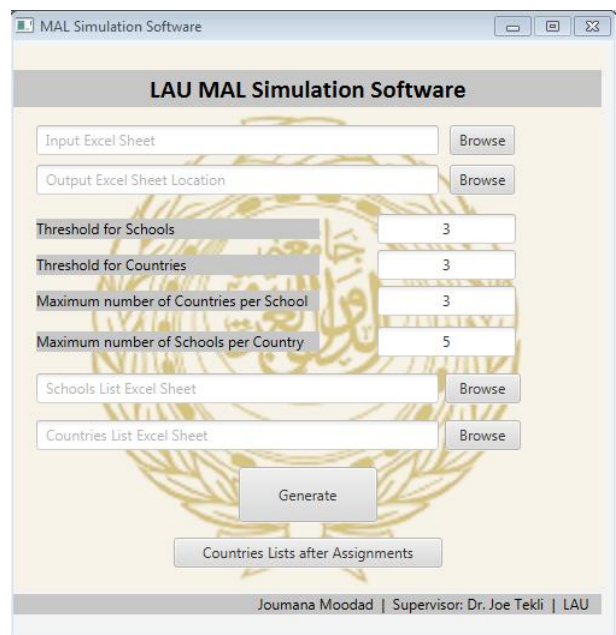 MAL Simulation Software
LAU MAL Simulation Software
Input Excel Sheet Browse
Output Excel Sheet Location Browse
Threshold for Schools 3
Threshold for Countries 3
Maximum number of Countries per School 3
Maximum number of Schools per Country 5
Schools List Excel Sheet Browse
Countries List Excel Sheet Browse
Generate
Countries Lists after Assignments
Joumana Moodad | Supervisor: Dr. Joe Tekli | LAU